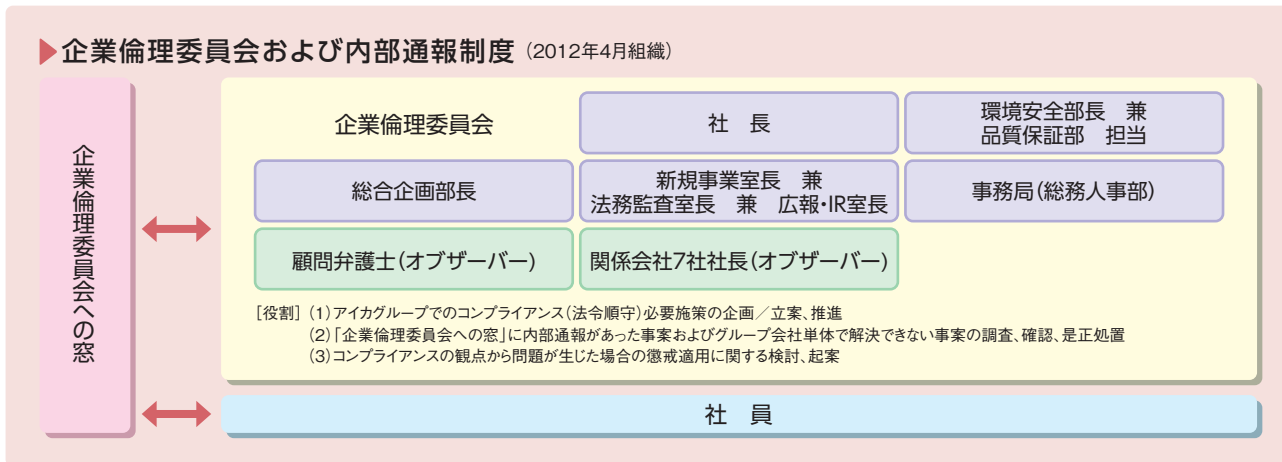 ▶企業倫理委員会および内部通報制度（2012年4月組織）
企業倫理委員会への窓
企業倫理委員会
社　長
環境安全部長　兼
品質保証部　担当
総合企画部長
新規事業室長　兼
法務監査室長　兼　広報・IR室長
事務局（総務人事部）
顧問弁護士（オブザーバー）
関係会社7社社長（オブザーバー）
［役割］（1）アイカグループでのコンプライアンス（法令順守）必要施策の企画／立案、推進
（2）「企業倫理委員会への窓」に内部通報があった事案およびグループ会社単体で解決できない事案の調査、確認、是正処置
（3）コンプライアンスの観点から問題が生じた場合の懲戒適用に関する検討、起案
社　員